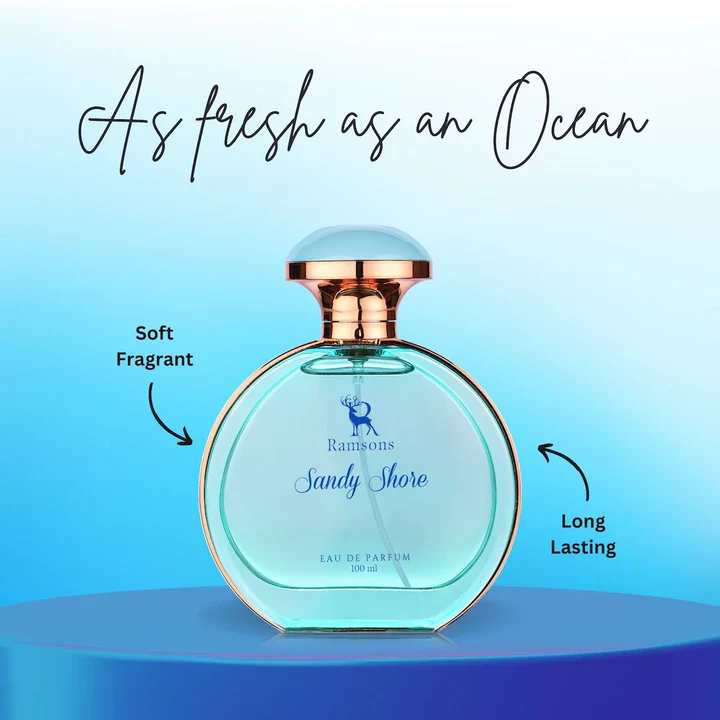 As fresh as an Ocean
Soft
Fragrant
R
Ramsons
Sandy Shore
Long
Lasting
EAU DE PARFUM
100 ml